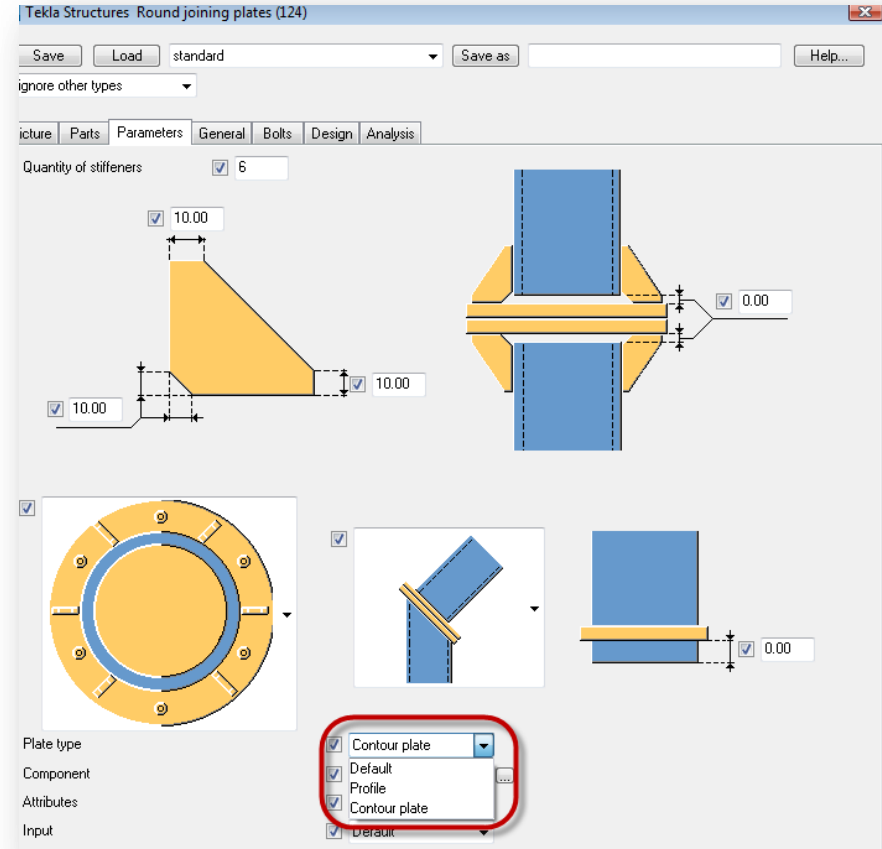 Tekla Structures Round joining plates (124)
Save Load standard Save as Help...
ignore other types
icture Parts Parameters General Bolts Design Analysis
Quantity of stiffeners 6
10.00
0.00
10.00
10.00
0.00
Plate type Contour plate
Default
Component
Profile
Attributes
Contour plate
Input Default